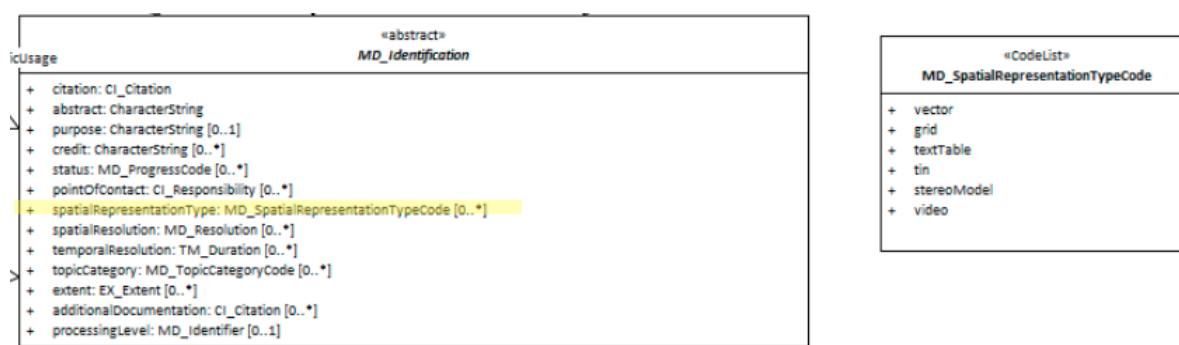 «abstract»
MD_Identification
icUsage
+ citation: CI_Citation
+ abstract: CharacterString
+ purpose: CharacterString [0..1]
+ credit: CharacterString [0..*]
+ status: MD_ProgressCode [0..*]
+ pointOfContact: CI_Responsibility [0..*]
+ spatialRepresentationType: MD_SpatialRepresentationTypeCode [0..*]
+ spatialResolution: MD_Resolution [0..*]
+ temporalResolution: TM_Duration [0..*]
+ topicCategory: MD_TopicCategoryCode [0..*]
+ extent: EX_Extent [0..*]
+ additionalDocumentation: CI_Citation [0..*]
+ processingLevel: MD_Identifier [0..1]
«CodeList»
MD_SpatialRepresentationTypeCode
+ vector
+ grid
+ textTable
+ tin
+ stereoModel
+ video